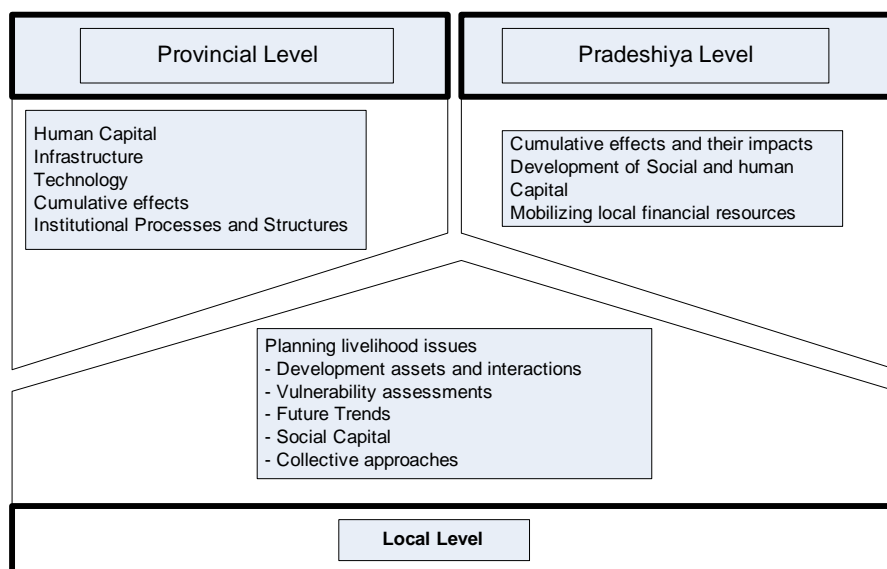 Provincial Level
Pradeshiya Level
Human Capital
Infrastructure
Technology
Cumulative effects
Institutional Processes and Structures
Cumulative effects and their impacts
Development of Social and human
Capital
Mobilizing local financial resources
Planning livelihood issues
- Development assets and interactions
- Vulnerability assessments
- Future Trends
- Social Capital
- Collective approaches
Local Level